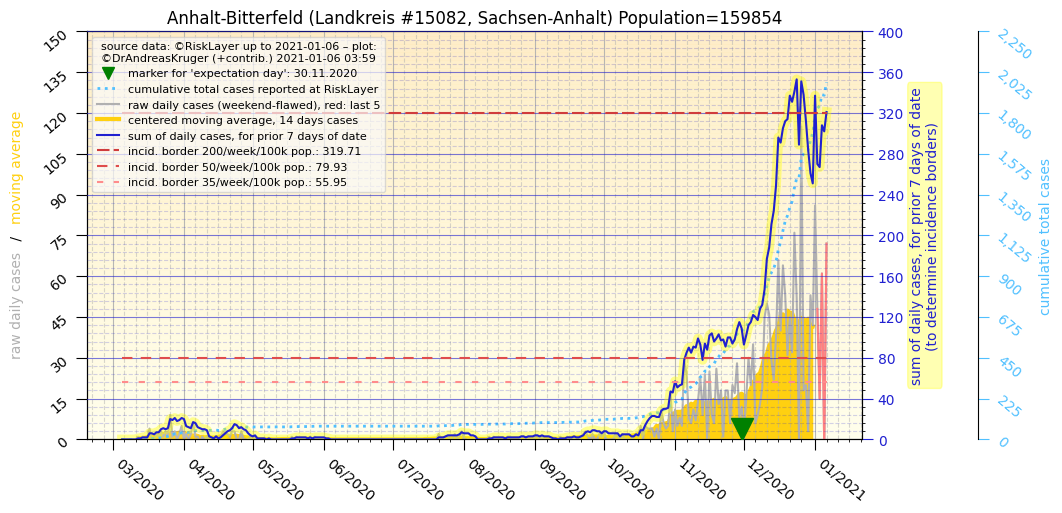 Anhalt-Bitterfeld (Landkreis #15082, Sachsen-Anhalt) Population=159854
source data: ©RiskLayer up to 2021-01-06 – plot:
©DrAndreasKruger (+contrib.) 2021-01-06 03:59
marker for 'expectation day': 30.11.2020
cumulative total cases reported at RiskLayer
raw daily cases (weekend-flawed), red: last 5
centered moving average, 14 days cases
sum of daily cases, for prior 7 days of date
incid. border 200/week/100k pop.: 319.71
incid. border 50/week/100k pop.: 79.93
incid. border 35/week/100k pop.: 55.95
raw daily cases / moving average
150
135
120
105
90
75
60
45
30
15
0
03/2020
04/2020
05/2020
06/2020
07/2020
08/2020
09/2020
10/2020
11/2020
12/2020
01/2021
400
360
320
280
240
200
160
120
80
40
0
sum of daily cases, for prior 7 days of date
(to determine incidence borders)
2,250
2,025
1,800
1,575
1,350
1,125
900
675
450
225
0
cumulative total cases